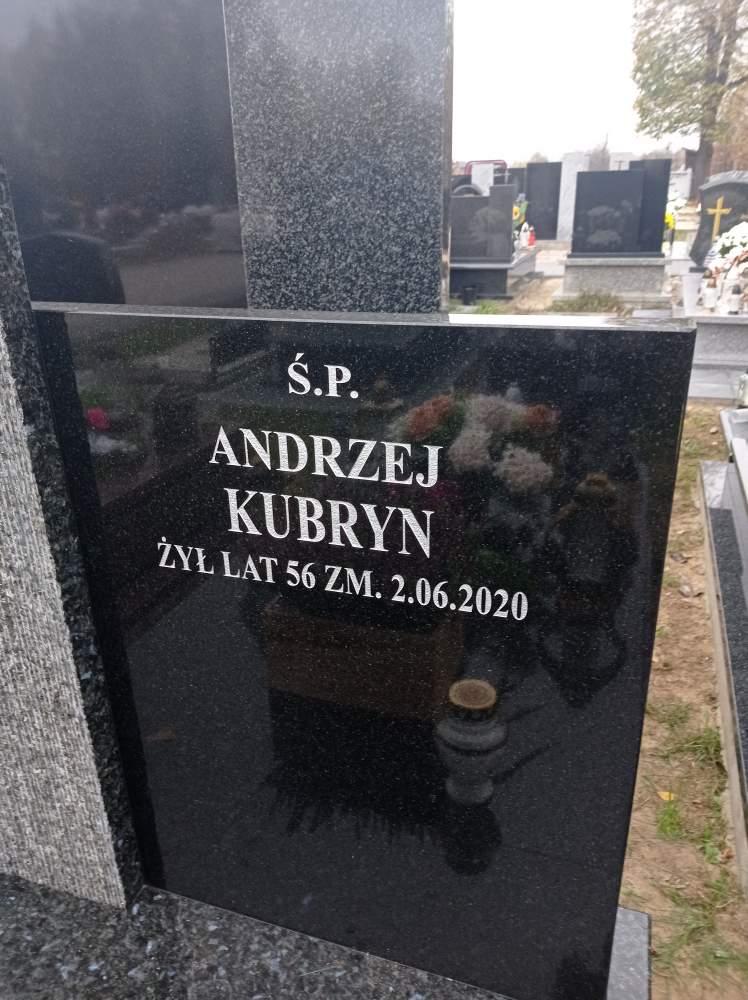 Ś.P.
ANDRZEJ
KUBRYN
ŻYŁ LAT 56 ZM. 2.06.2020